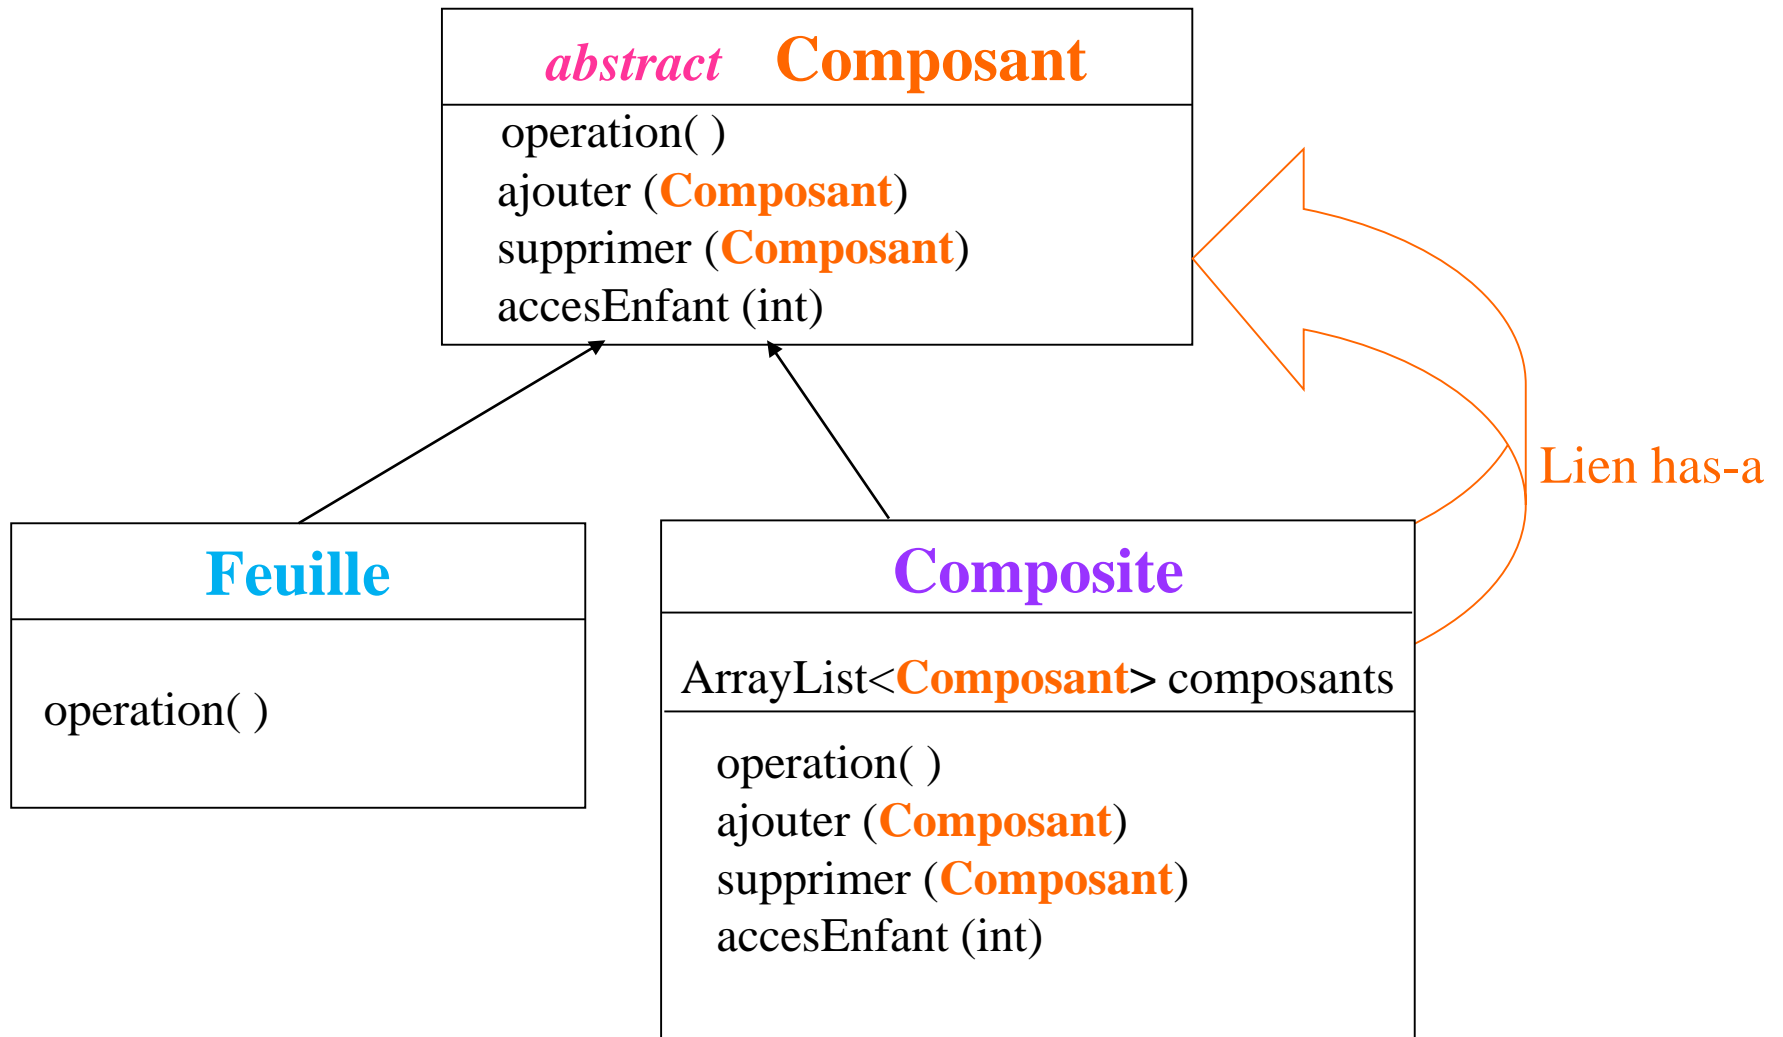 abstract Composant
operation( )
ajouter (Composant)
supprimer (Composant)
accesEnfant (int)
Lien has-a
Feuille
operation( )
Composite
ArrayList<Composant> composants
operation( )
ajouter (Composant)
supprimer (Composant)
accesEnfant (int)